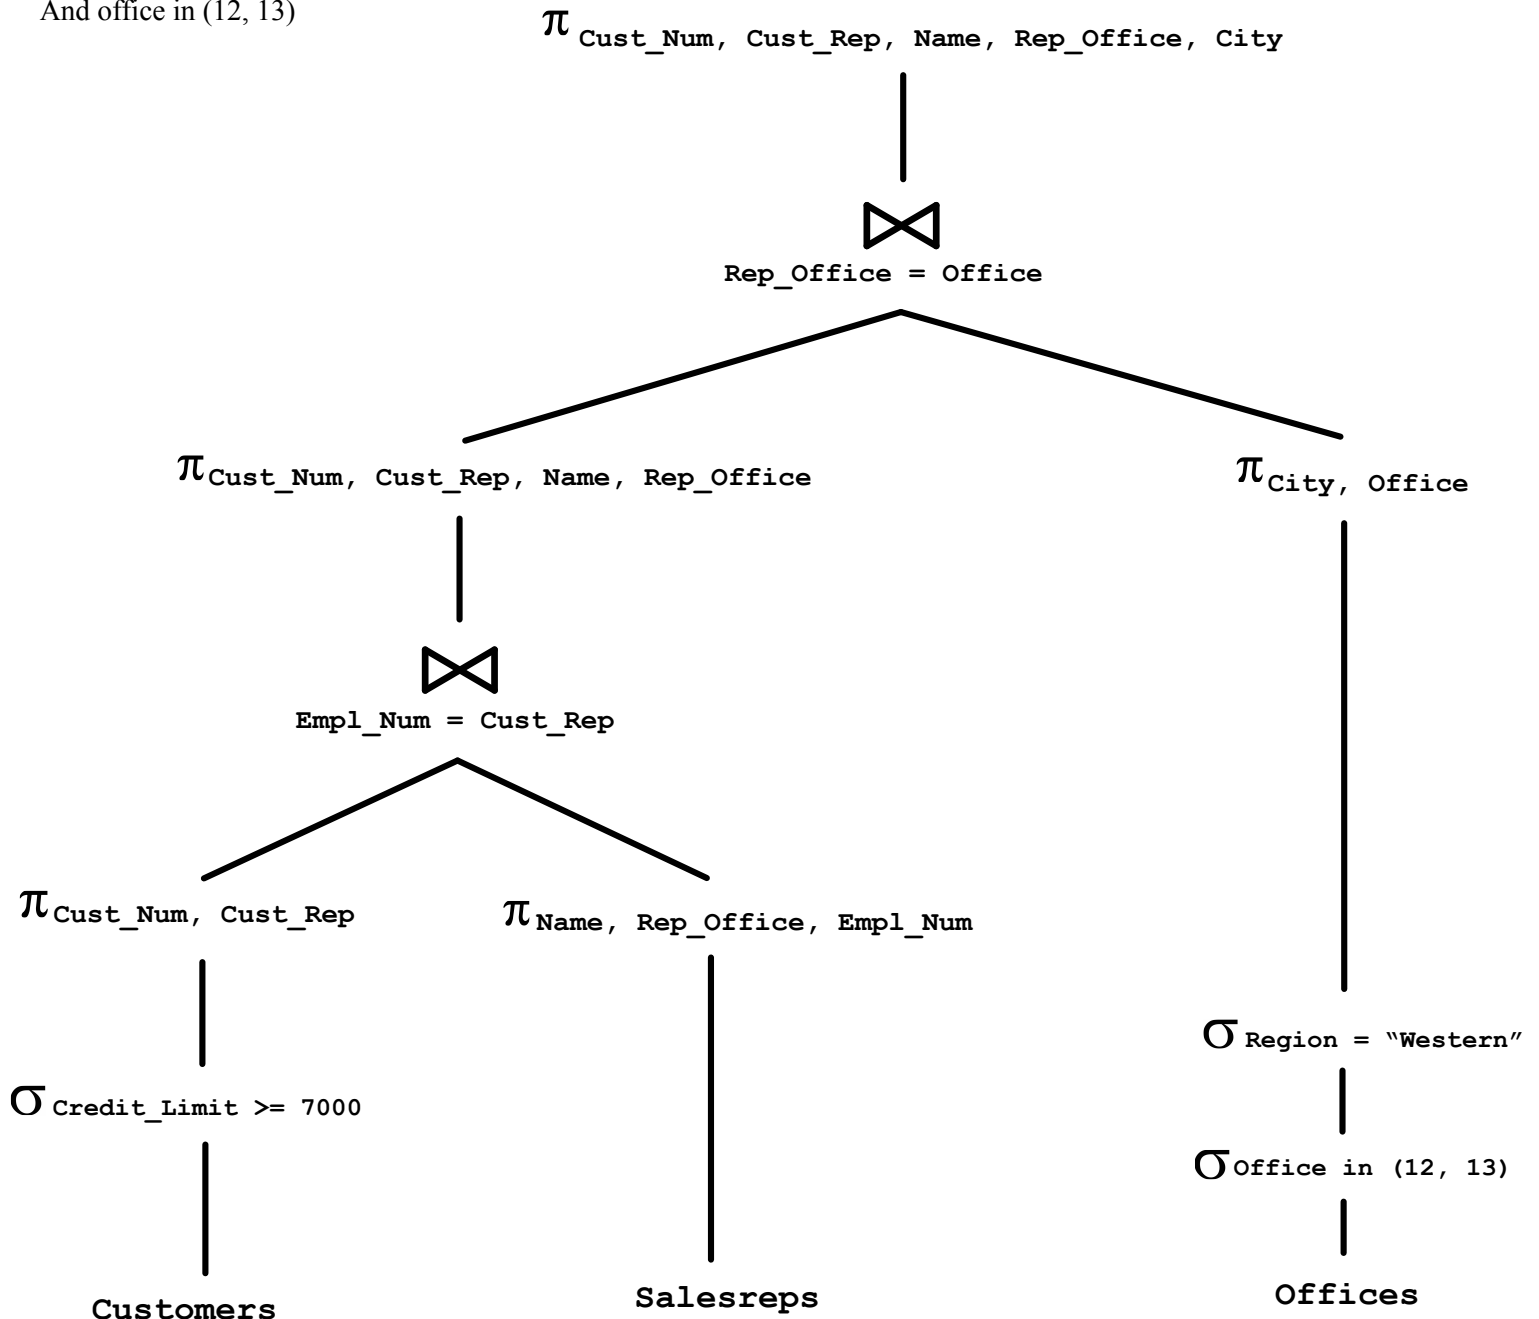 And office in (12, 13)
π Cust_Num, Cust_Rep, Name, Rep_Office, City
⋈
Rep_Office = Office
π Cust_Num, Cust_Rep, Name, Rep_Office
π City, Office
⋈
Empl_Num = Cust_Rep
π Cust_Num, Cust_Rep
π Name, Rep_Office, Empl_Num
σ Region = “Western”
σ Credit_Limit >= 7000
σ Office in (12, 13)
Customers
Salesreps
Offices